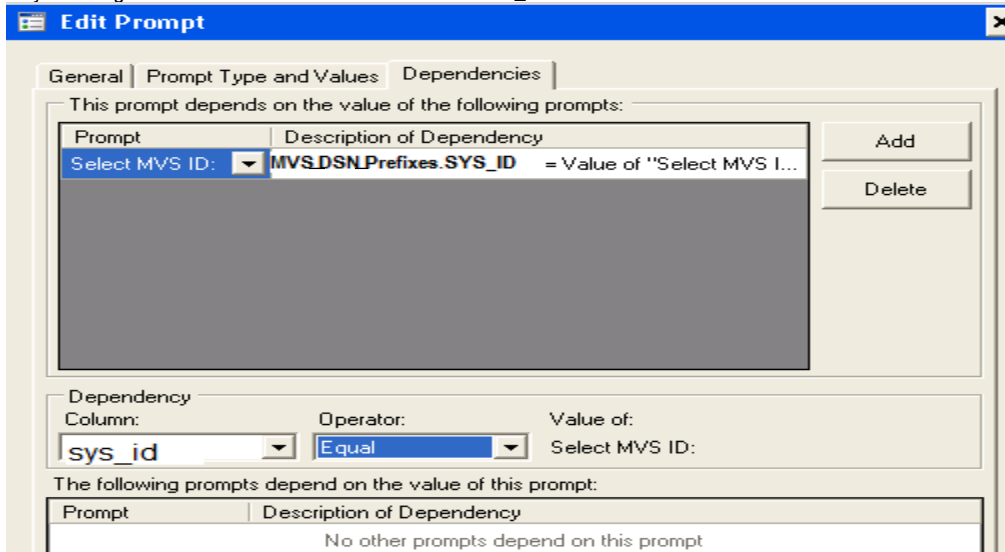 Edit Prompt
General Prompt Type and Values Dependencies
This prompt depends on the value of the following prompts:
Prompt Description of Dependency
Select MVS ID: MVS_DSN_Prefixes.SYS_ID = Value of "Select MVS I...
Add
Delete
Dependency
Column: Operator: Value of:
sys_id Equal Select MVS ID:
The following prompts depend on the value of this prompt:
Prompt Description of Dependency
No other prompts depend on this prompt